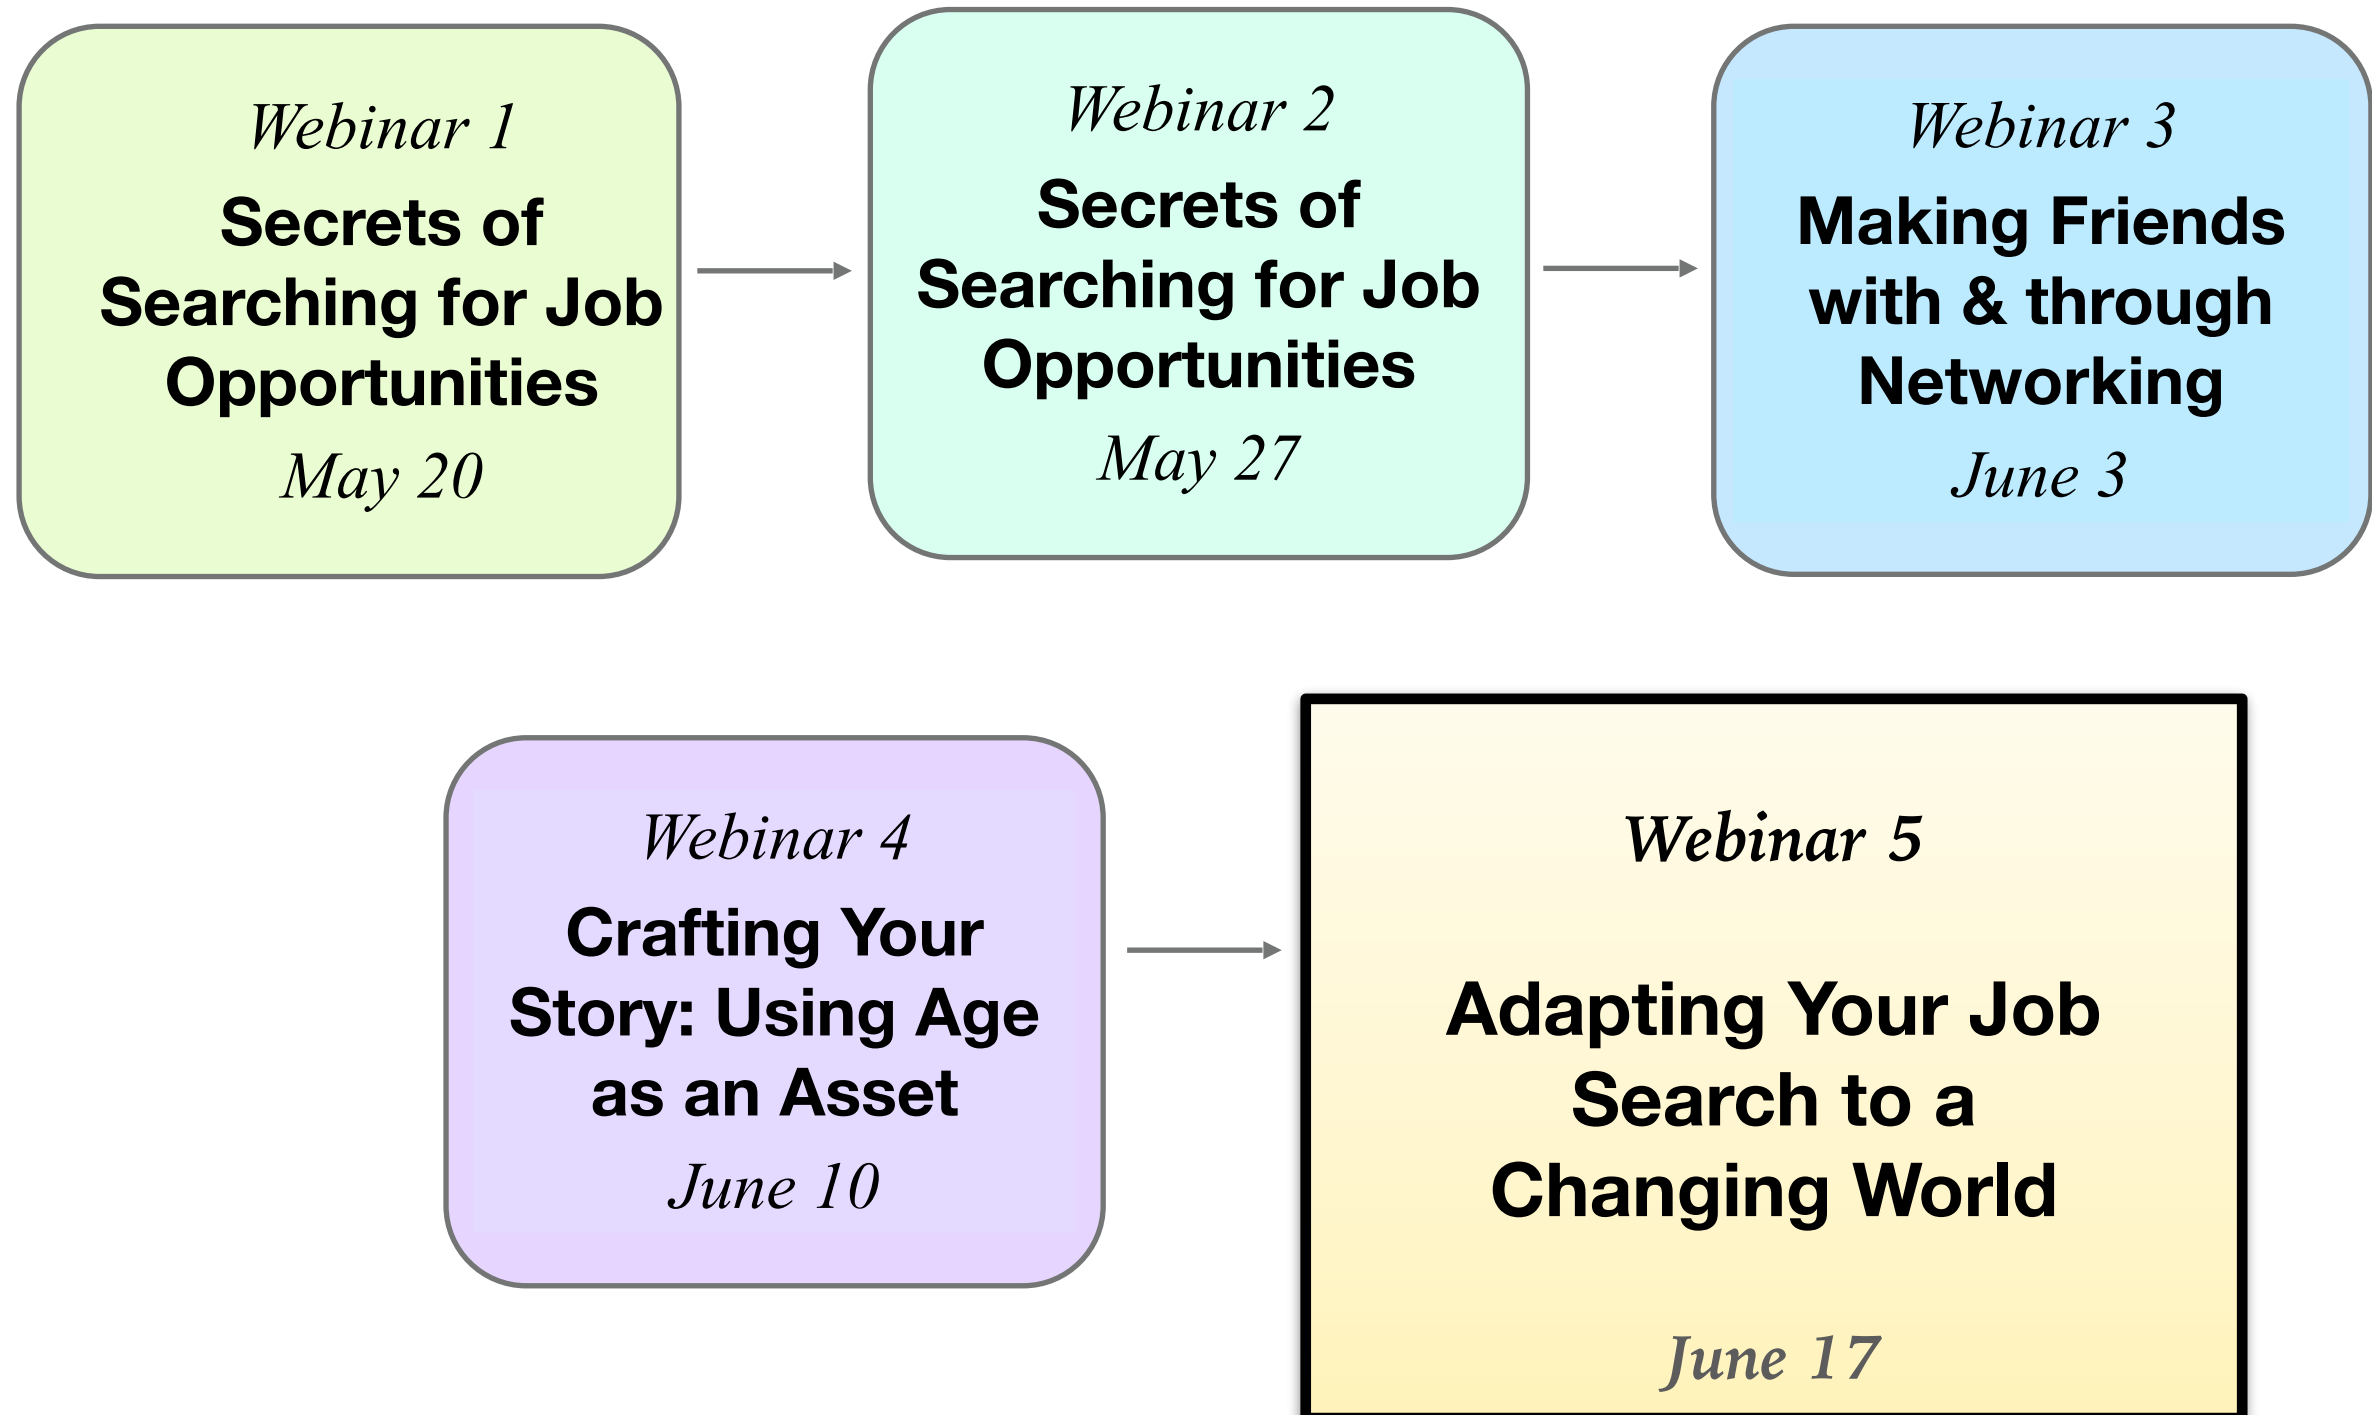 Webinar 1
Secrets of
Searching for Job
Opportunities
May 20
Webinar 2
Secrets of
Searching for Job
Opportunities
May 27
Webinar 3
Making Friends
with & through
Networking
June 3
Webinar 4
Crafting Your
Story: Using Age
as an Asset
June 10
Webinar 5
Adapting Your Job
Search to a
Changing World
June 17